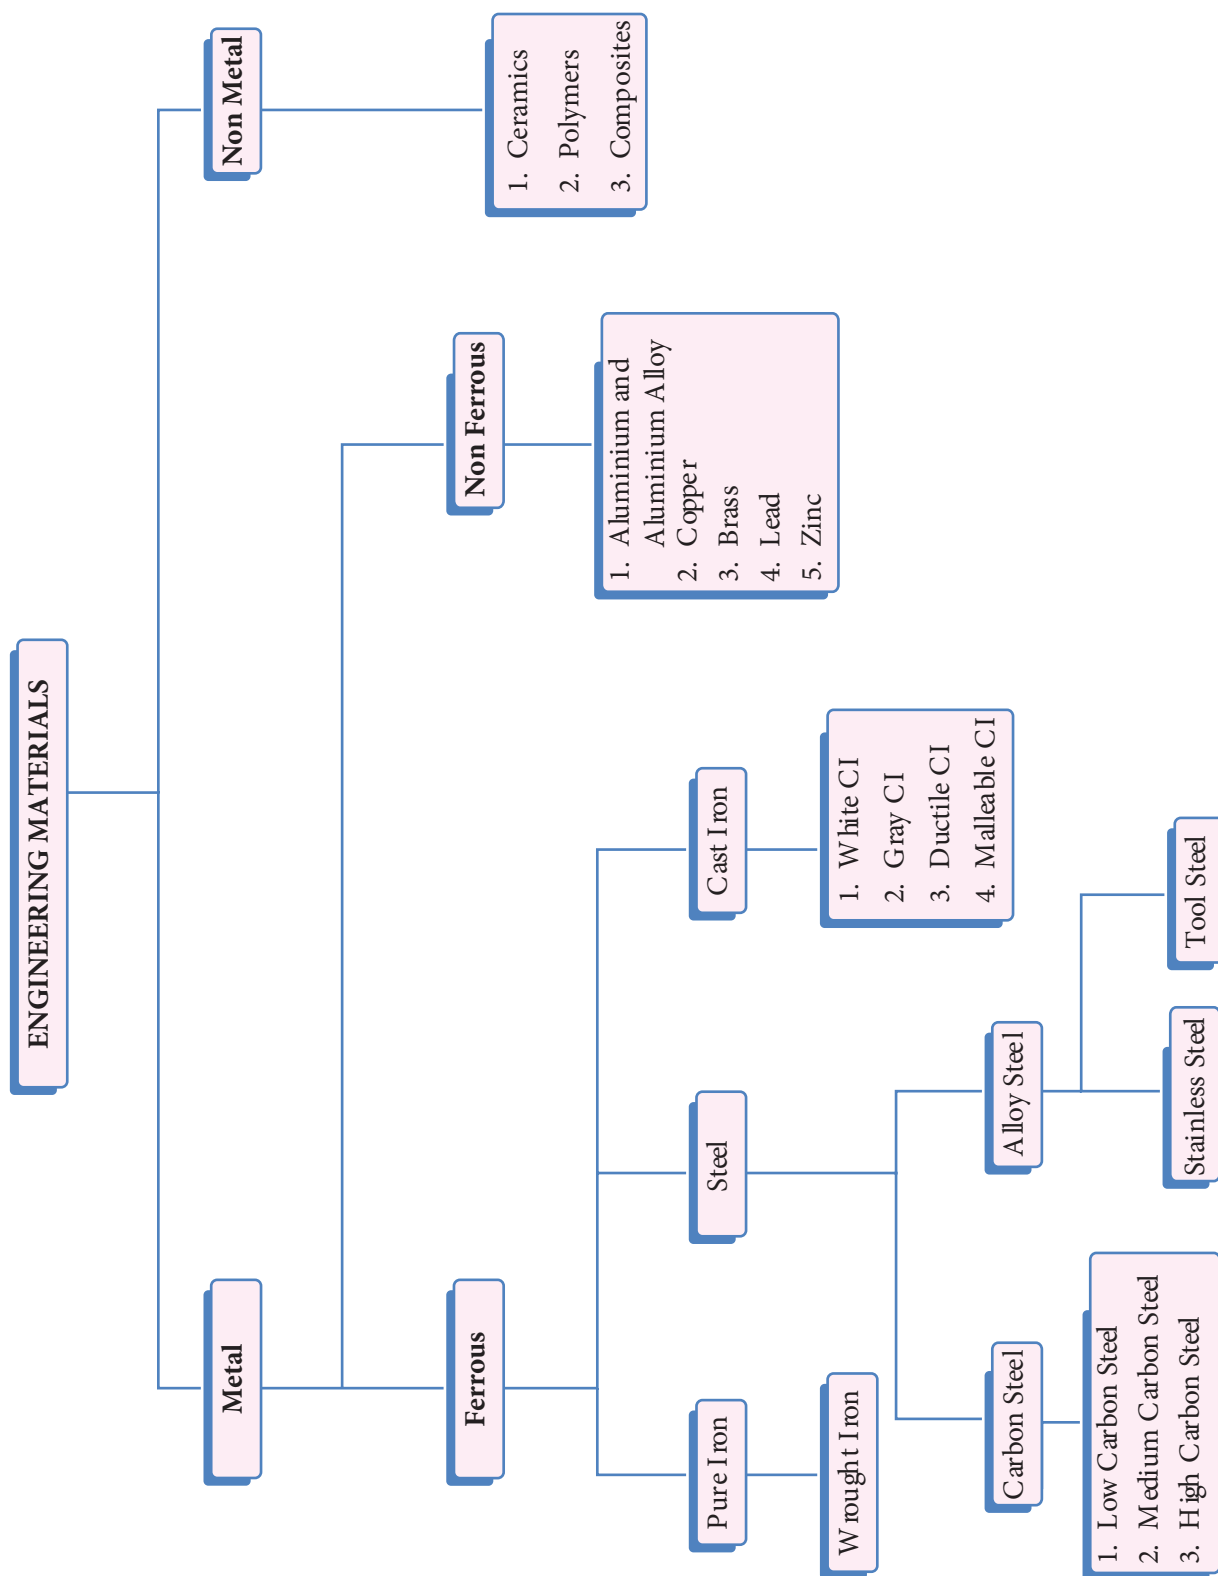 ENGINEERING MATERIALS
Metal
Non Metal
Ferrous
Non Ferrous
1. Ceramics
2. Polymers
3. Composites
1. Aluminium and
Aluminium Alloy
2. Copper
3. Brass
4. Lead
5. Zinc
Pure Iron
Steel
Cast Iron
Wrought Iron
1. White CI
2. Gray CI
3. Ductile CI
4. Malleable CI
Carbon Steel
Alloy Steel
1. Low Carbon Steel
2. Medium Carbon Steel
3. High Carbon Steel
Stainless Steel
Tool Steel